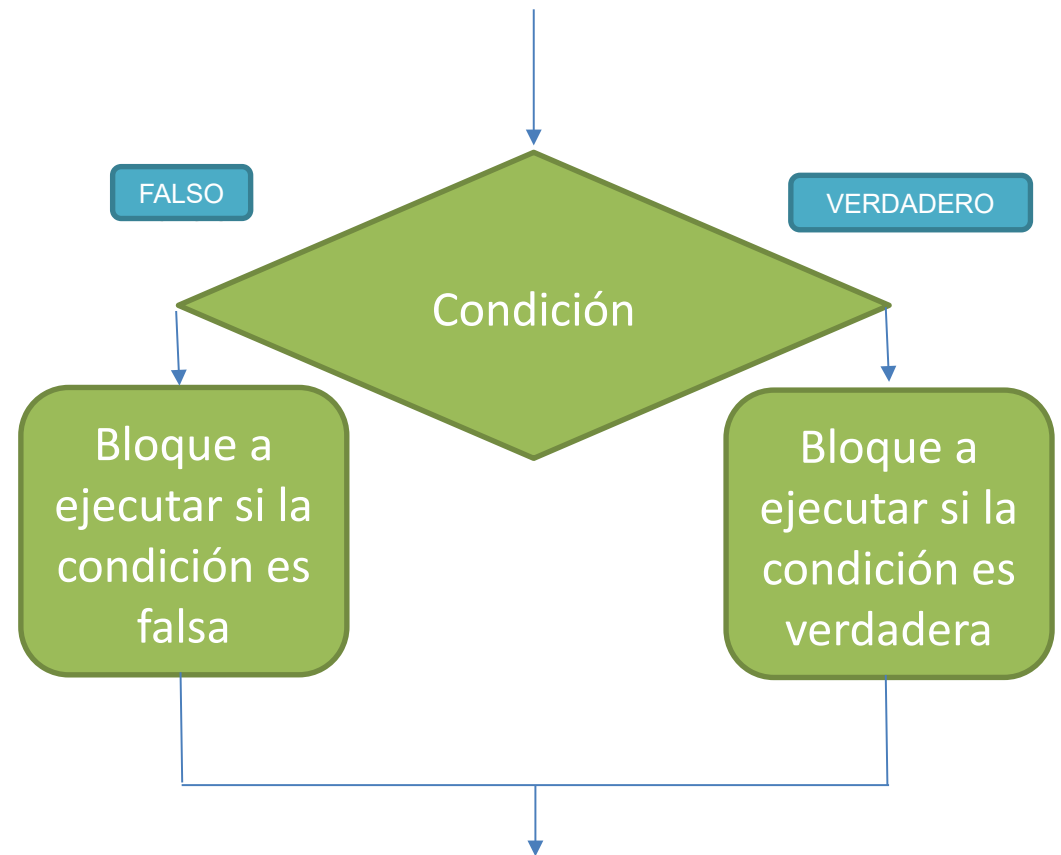 FALSO
VERDADERO
Condición
Bloque a
ejecutar si la
condición es
falsa
Bloque a
ejecutar si la
condición es
verdadera